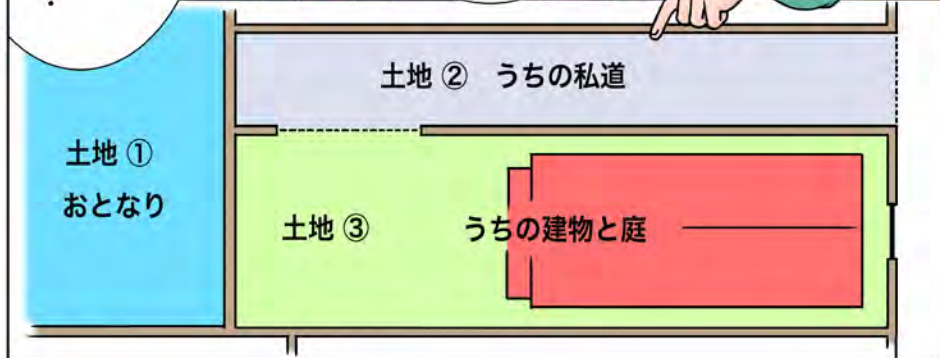 土地 ② うちの私道
土地 ①
おとなり
土地 ③
うちの建物と庭